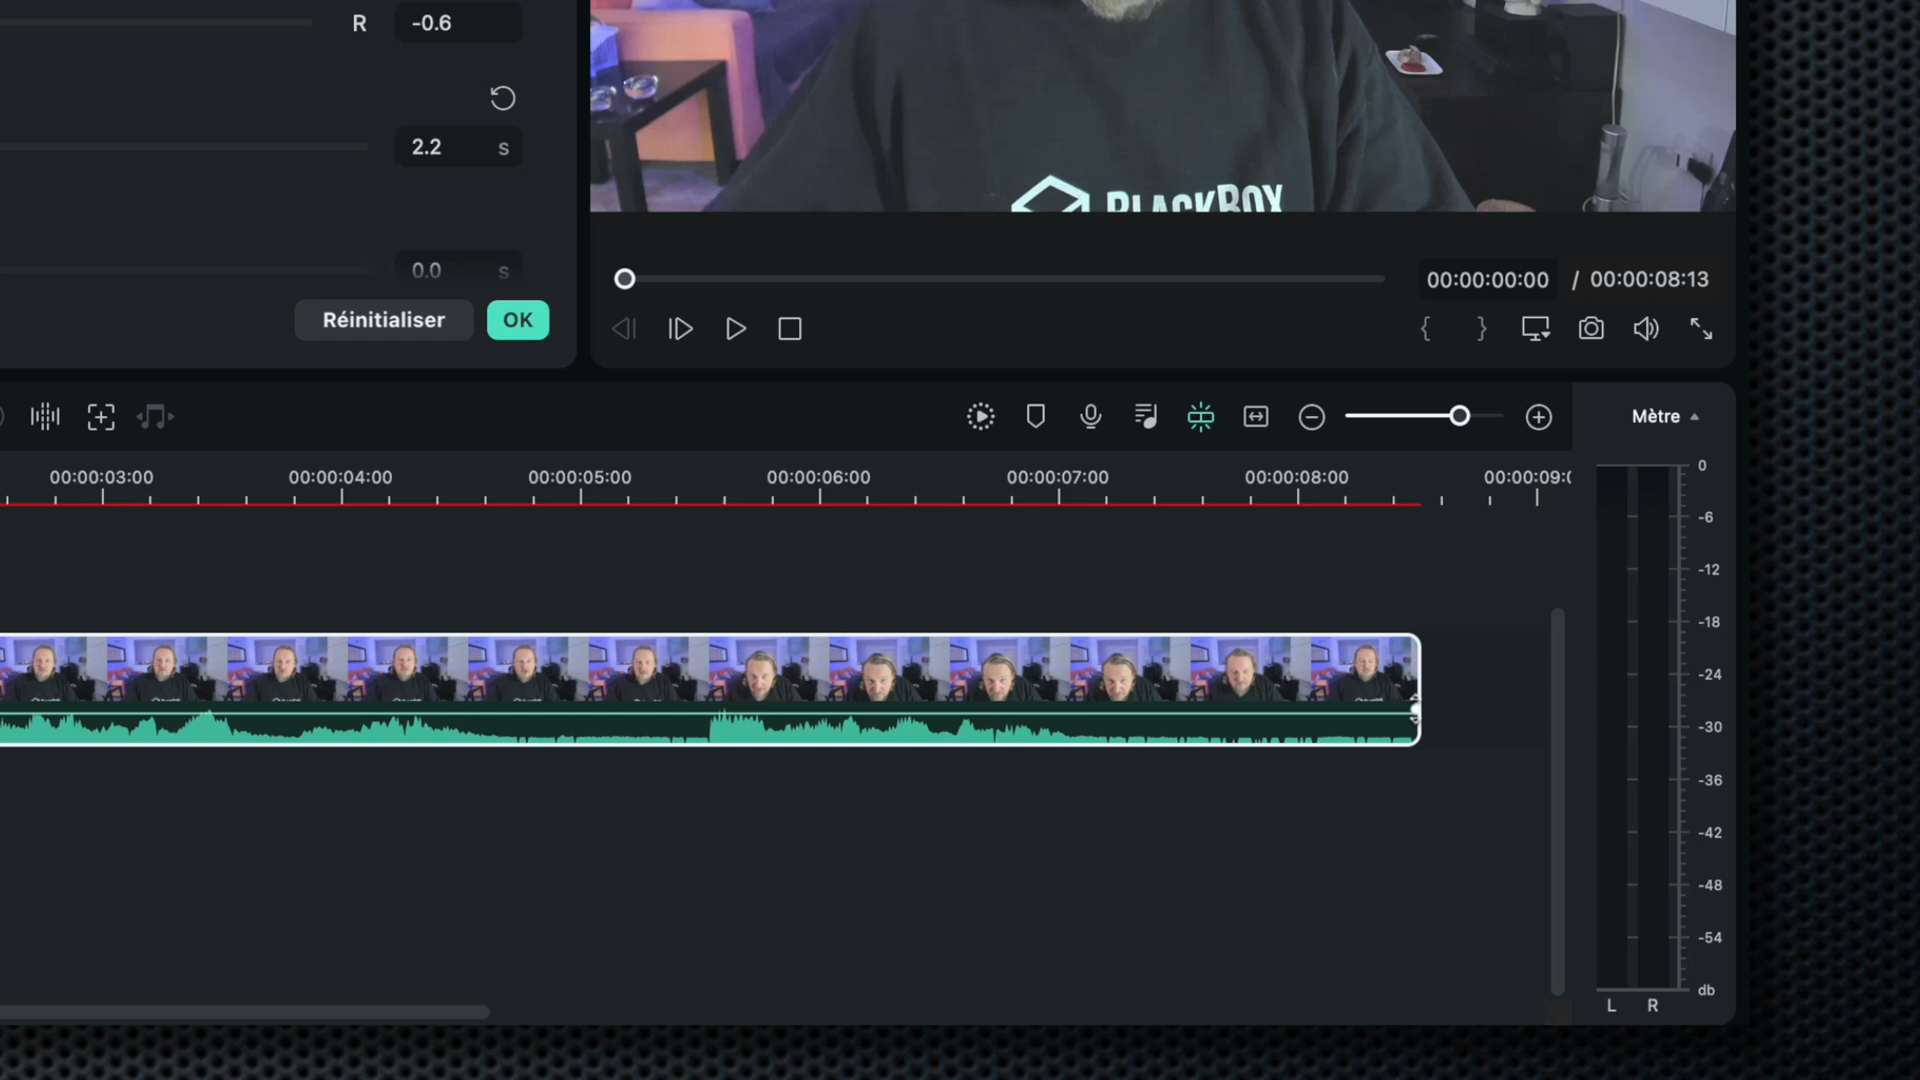 R -0.6
2.2 s
0.0 s
Réinitialiser OK
BLACKBOX
00:00:00:00 / 00:00:08:13
{ }
Mètre
00:00:03:00 00:00:04:00 00:00:05:00 00:00:06:00 00:00:07:00 00:00:08:00 00:00:09:0
0
-6
-12
-18
-24
-30
-36
-42
-48
-54
db
L R